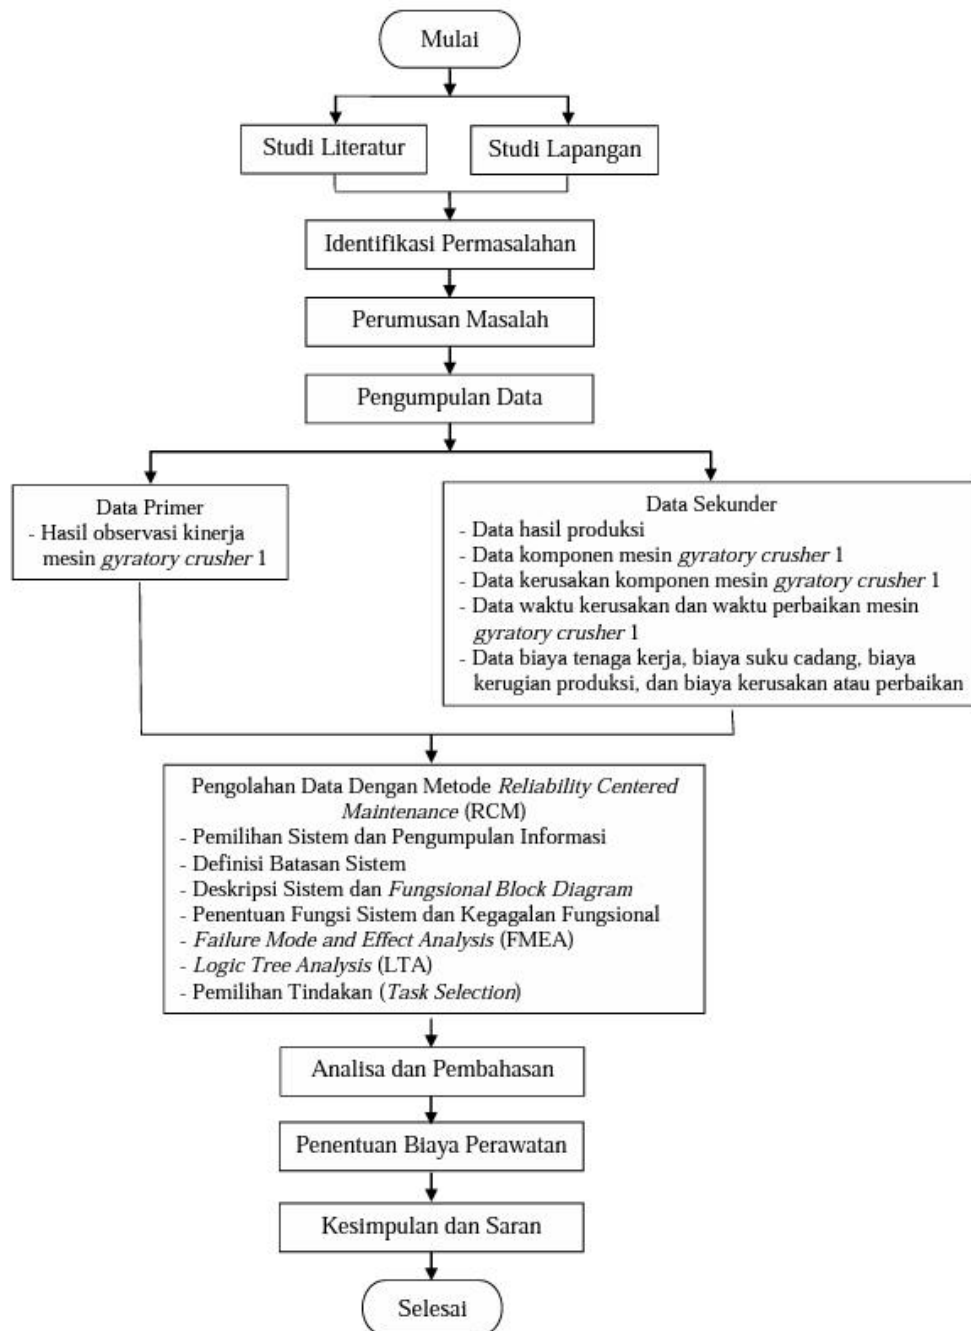 Mulai
Studi Literatur
Studi Lapangan
Identifikasi Permasalahan
Perumusan Masalah
Pengumpulan Data
Data Primer
- Hasil observasi kinerja
mesin gyratory crusher 1
Data Sekunder
- Data hasil produksi
- Data komponen mesin gyratory crusher 1
- Data kerusakan komponen mesin gyratory crusher 1
- Data waktu kerusakan dan waktu perbaikan mesin
gyratory crusher 1
- Data biaya tenaga kerja, biaya suku cadang, biaya
kerugian produksi, dan biaya kerusakan atau perbaikan
Pengolahan Data Dengan Metode Reliability Centered
Maintenance (RCM)
- Pemilihan Sistem dan Pengumpulan Informasi
- Definisi Batasan Sistem
- Deskripsi Sistem dan Fungsional Block Diagram
- Penentuan Fungsi Sistem dan Kegagalan Fungsional
- Failure Mode and Effect Analysis (FMEA)
- Logic Tree Analysis (LTA)
- Pemilihan Tindakan (Task Selection)
Analisa dan Pembahasan
Penentuan Biaya Perawatan
Kesimpulan dan Saran
Selesai